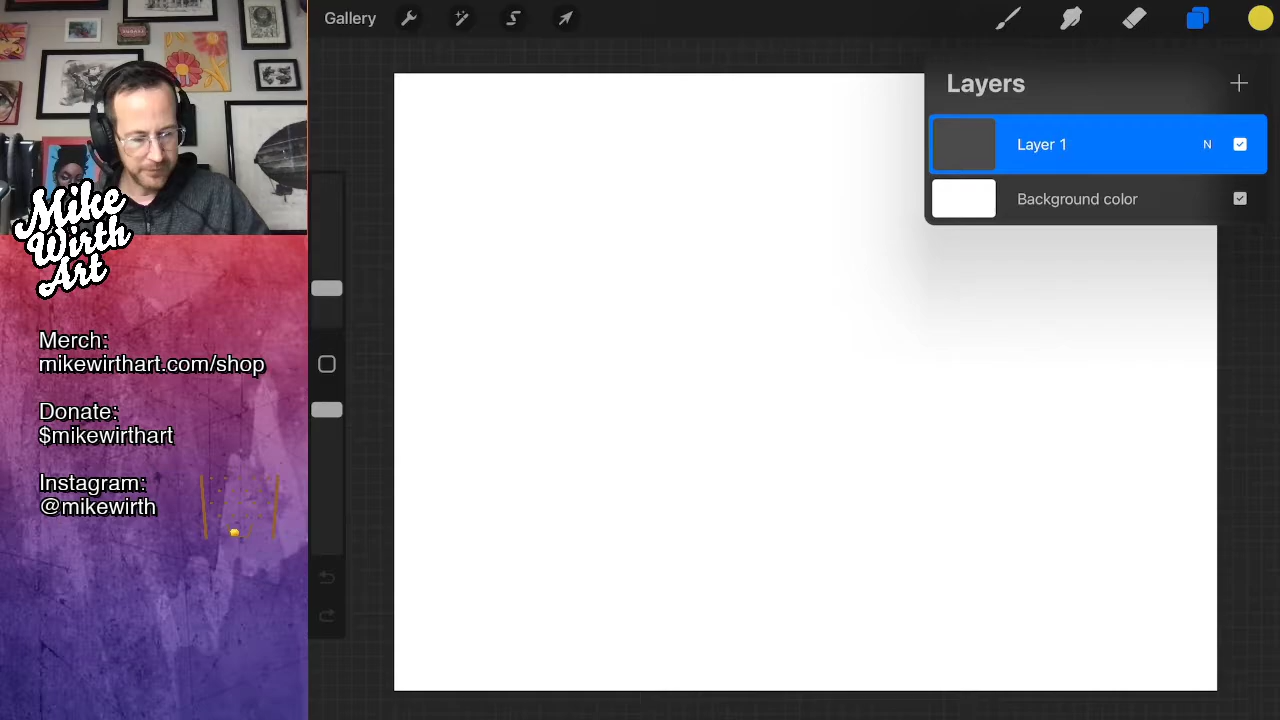 Gallery
Layers
Layer 1
N
Background color
Mike
Wirth
Art
Merch:
mikewirthart.com/shop
Donate:
$mikewirthart
Instagram:
@mikewirth